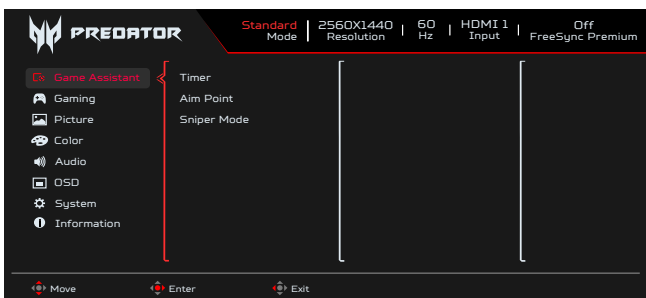 PREDATOR
Standard Mode
2560X1440 Resolution
60 Hz
HDMI 1 Input
Off FreeSync Premium
Game Assistant
Gaming
Picture
Color
Audio
OSD
System
Information
Timer
Aim Point
Sniper Mode
Move
Enter
Exit